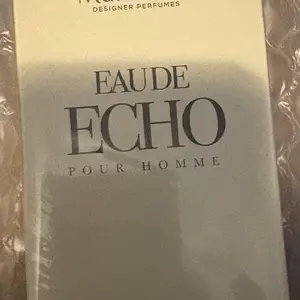 DESIGNER PERFUMES
EAU DE
ECHO
POUR HOMME